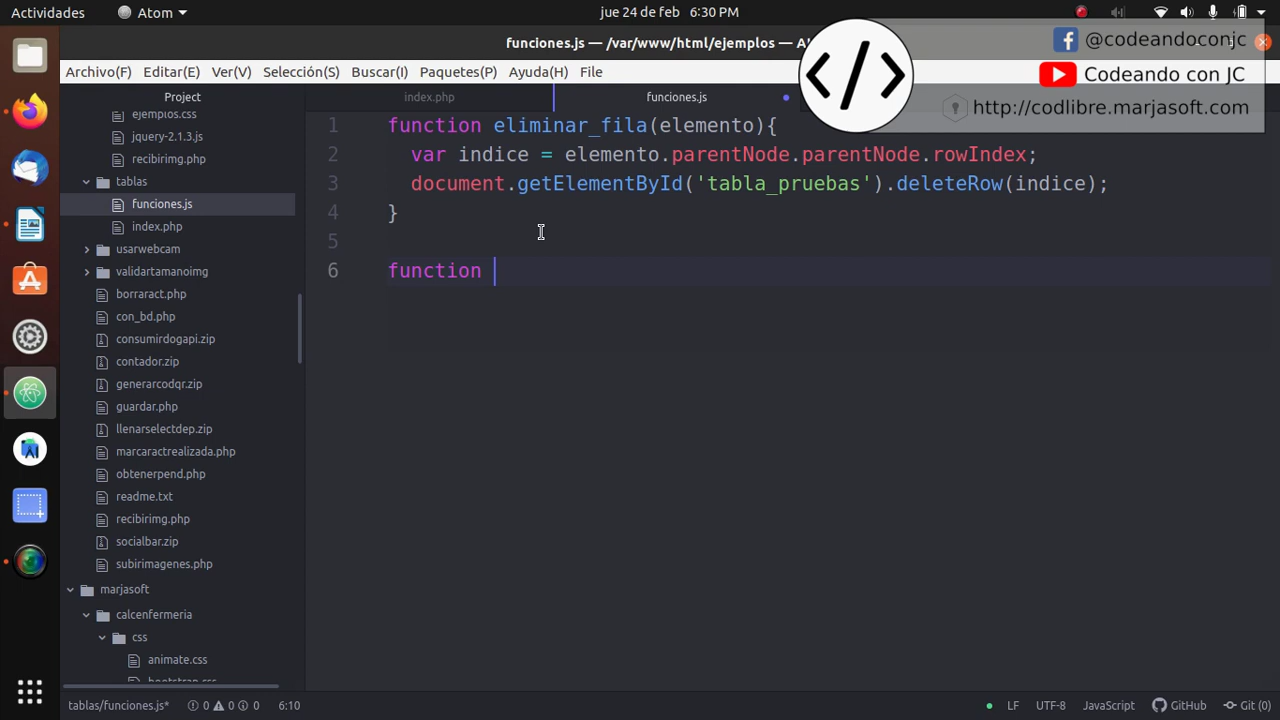 Actividades
Atom
jue 24 de feb 6:30 PM
funciones.js — /var/www/html/ejemplos —
@codeandoconjc
Codeando con JC
http://codlibre.marjasoft.com
Archivo(F) Editar(E) Ver(V) Selección(S) Buscar(I) Paquetes(P) Ayuda(H) File
Project
index.php
funciones.js
ejemplos.css
jquery-2.1.3.js
recibirimg.php
tablas
funciones.js
index.php
usarwebcam
validartamanoimg
borraract.php
con_bd.php
consumirdogapi.zip
contador.zip
generarcodqr.zip
guardar.php
llenarselectdep.zip
marcaractrealizada.php
obtenerpend.php
readme.txt
recibirimg.php
socialbar.zip
subirimagenes.php
marjasoft
calcenfermeria
css
animate.css
1 function eliminar_fila(elemento){
2 var indice = elemento.parentNode.parentNode.rowIndex;
3 document.getElementById('tabla_pruebas').deleteRow(indice);
4 }
5
6 function
tablas/funciones.js* 0 0 0 6:10
LF UTF-8 JavaScript GitHub Git (0)